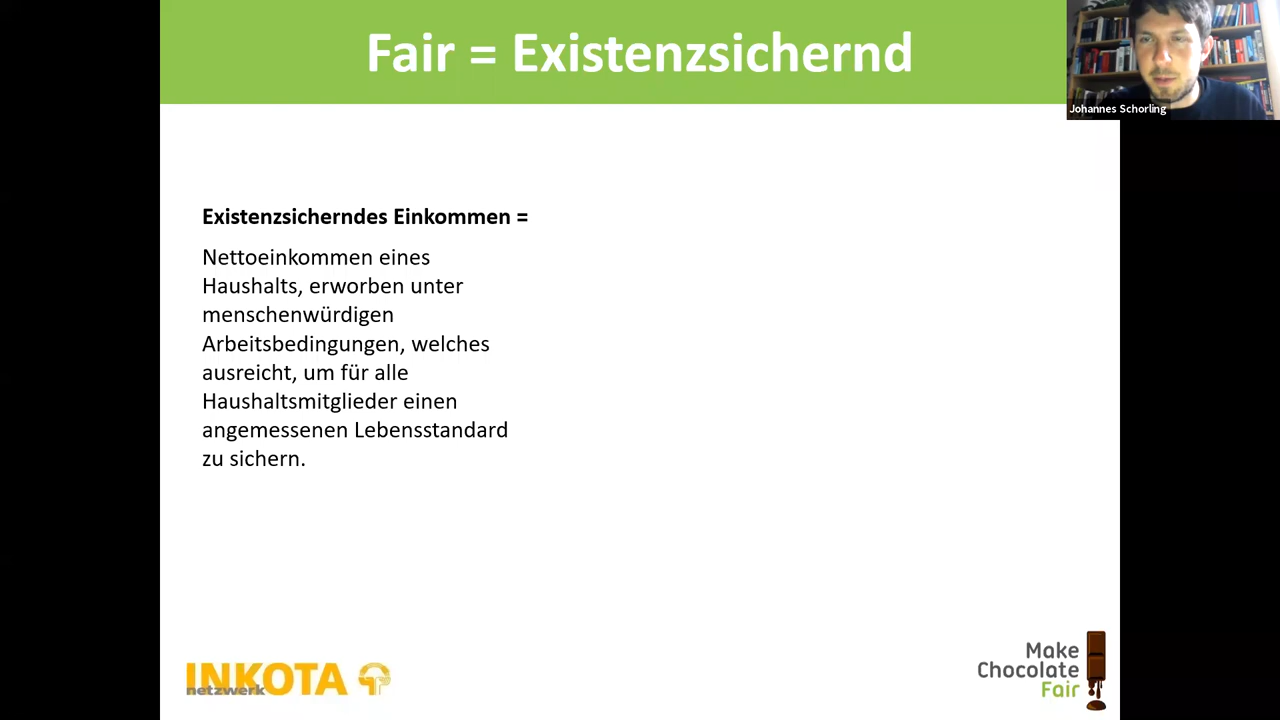 Fair = Existenzsichernd
Johannes Schorling
Existenzsicherndes Einkommen =
Nettoeinkommen eines
Haushalts, erworben unter
menschenwürdigen
Arbeitsbedingungen, welches
ausreicht, um für alle
Haushaltsmitglieder einen
angemessenen Lebensstandard
zu sichern.
INKOTA
netzwerk
Make
Chocolate
Fair